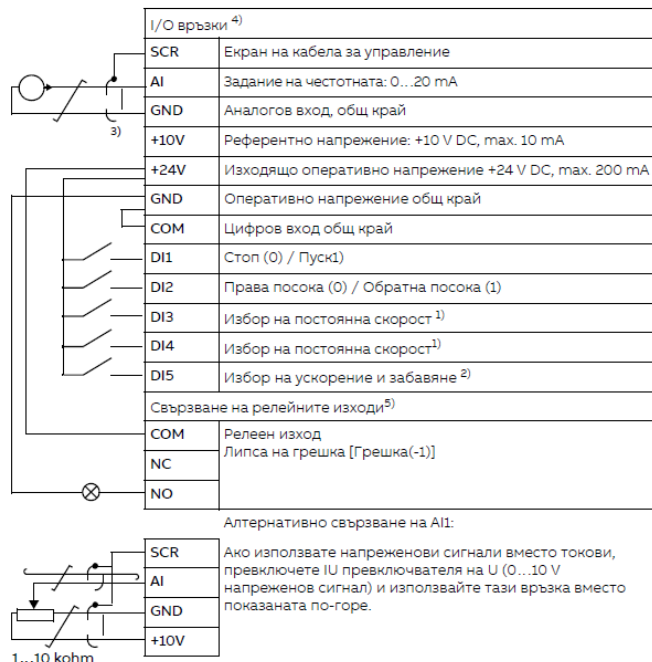 I/O връзки 4)
SCR Екран на кабела за управление
AI Задание на честотната: 0...20 mA
GND Аналогов вход, общ край
3)
+10V Референтно напрежение: +10 V DC, max. 10 mA
+24V Изходящо оперативно напрежение +24 V DC, max. 200 mA
GND Оперативно напрежение общ край
COM Цифров вход общ край
DI1 Стоп (0) / Пуск1)
DI2 Права посока (0) / Обратна посока (1)
DI3 Избор на постоянна скорост 1)
DI4 Избор на постоянна скорост1)
DI5 Избор на ускорение и забавяне 2)
Свързване на релейните изходи5)
COM Релеен изход
Липса на грешка [Грешка(-1)]
NC
NO
Алтернативно свързване на AI1:
SCR Ако използвате напреженови сигнали вместо токови,
AI превключете IU превключвателя на U (0...10 V
напреженов сигнал) и използвайте тази връзка вместо
GND показаната по-горе.
+10V
1...10 kohm